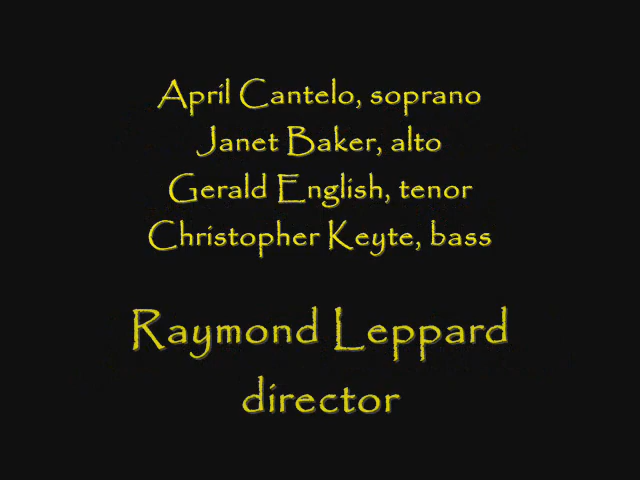 April Cantelo, soprano
Janet Baker, alto
Gerald English, tenor
Christopher Keyte, bass
Raymond Leppard
director